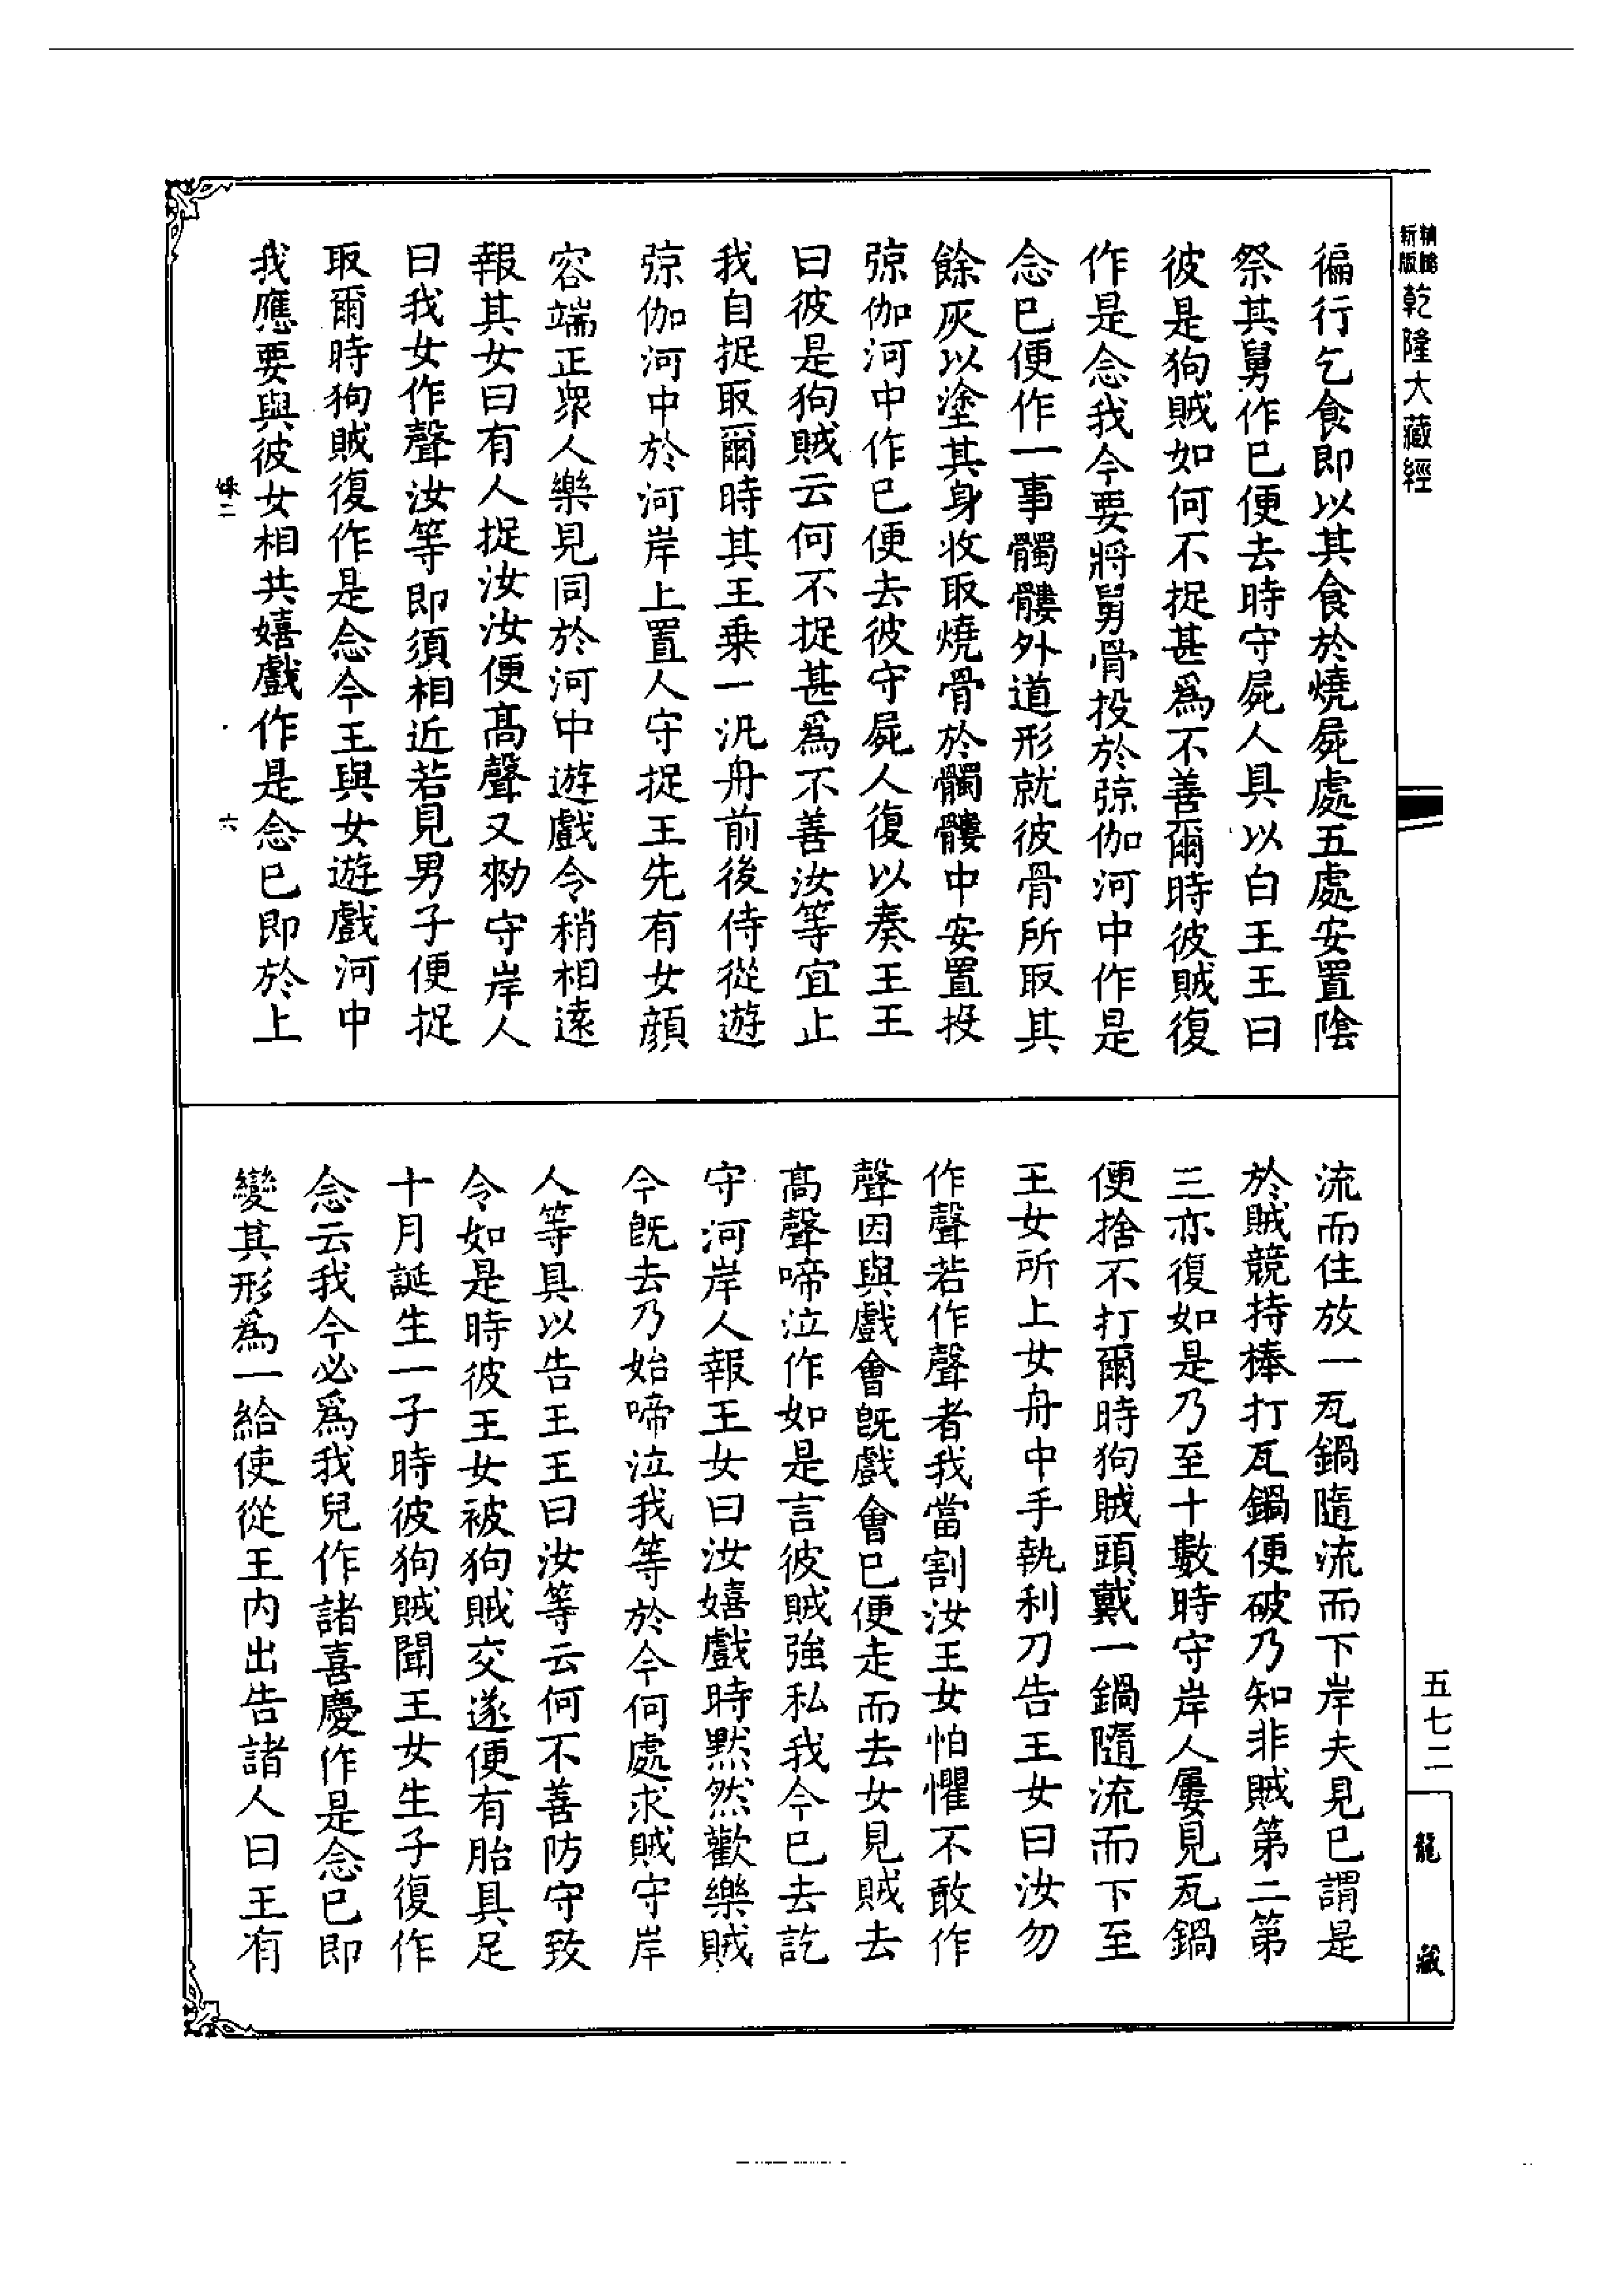 精縮
新版
乾隆大藏經
徧行乞食即以其食於燒屍處五處安置陰
祭其舅作已便去時守屍人具以白王王曰
彼是狗賊如何不捉甚爲不善爾時彼賊復
作是念我今要將舅骨投於弶伽河中作是
念已便作一事髑髏外道形就彼骨所取其
餘灰以塗其身收取燒骨於髑髏中安置投
弶伽河中作已便去彼守屍人復以奏王王
曰彼是狗賊云何不捉甚爲不善汝等宜止
我自捉取爾時其王乗一汎舟前後侍從遊
弶伽河中於河岸上置人守捉王先有女顔
容端正衆人樂見同於河中遊戲令稍相遠
報其女曰有人捉汝汝便髙聲又勑守岸人
曰我女作聲汝等即須相近若見男子便捉
取爾時狗賊復作是念今王與女遊戲河中
我應要與彼女相共嬉戲作是念已即於上
流而住放一瓦鍋隨流而下岸夫見已謂是
於賊競持捧打瓦鍋便破乃知非賊第二第
三亦復如是乃至十數時守岸人屢見瓦鍋
便捨不打爾時狗賊頭戴一鍋隨流而下至
王女所上女舟中手執利刀告王女曰汝勿
作聲若作聲者我當割汝王女怕懼不敢作
聲因與戲會旣戲會已便走而去女見賊去
髙聲啼泣作如是言彼賊強私我今已去訖
守河岸人報王女曰汝嬉戲時黙然歡樂賊
今旣去乃始啼泣我等於今何處求賊守岸
人等具以告王王曰汝等云何不善防守致
令如是時彼王女被狗賊交遂便有胎具足
十月誕生一子時彼狗賊聞王女生子復作
念云我今必爲我兒作諸喜慶作是念已即
變其形爲一給使從王内出告諸人曰王有
二
六
五七二
龍藏